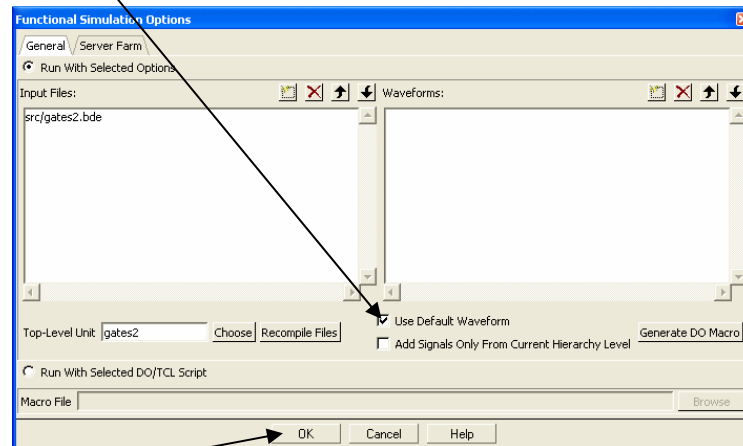 Functional Simulation Options
General Server Farm
Run With Selected Options
Input Files: Waveforms:
src/gates2.bde
Use Default Waveform
Top-Level Unit gates2 Choose Recompile Files Generate DO Macro
Add Signals Only From Current Hierarchy Level
Run With Selected DO/TCL Script
Macro File Browse
OK Cancel Help